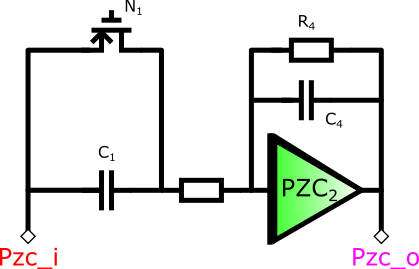 N₁
R₄
C₁
C₄
PZC₂
Pzc_i
Pzc_o